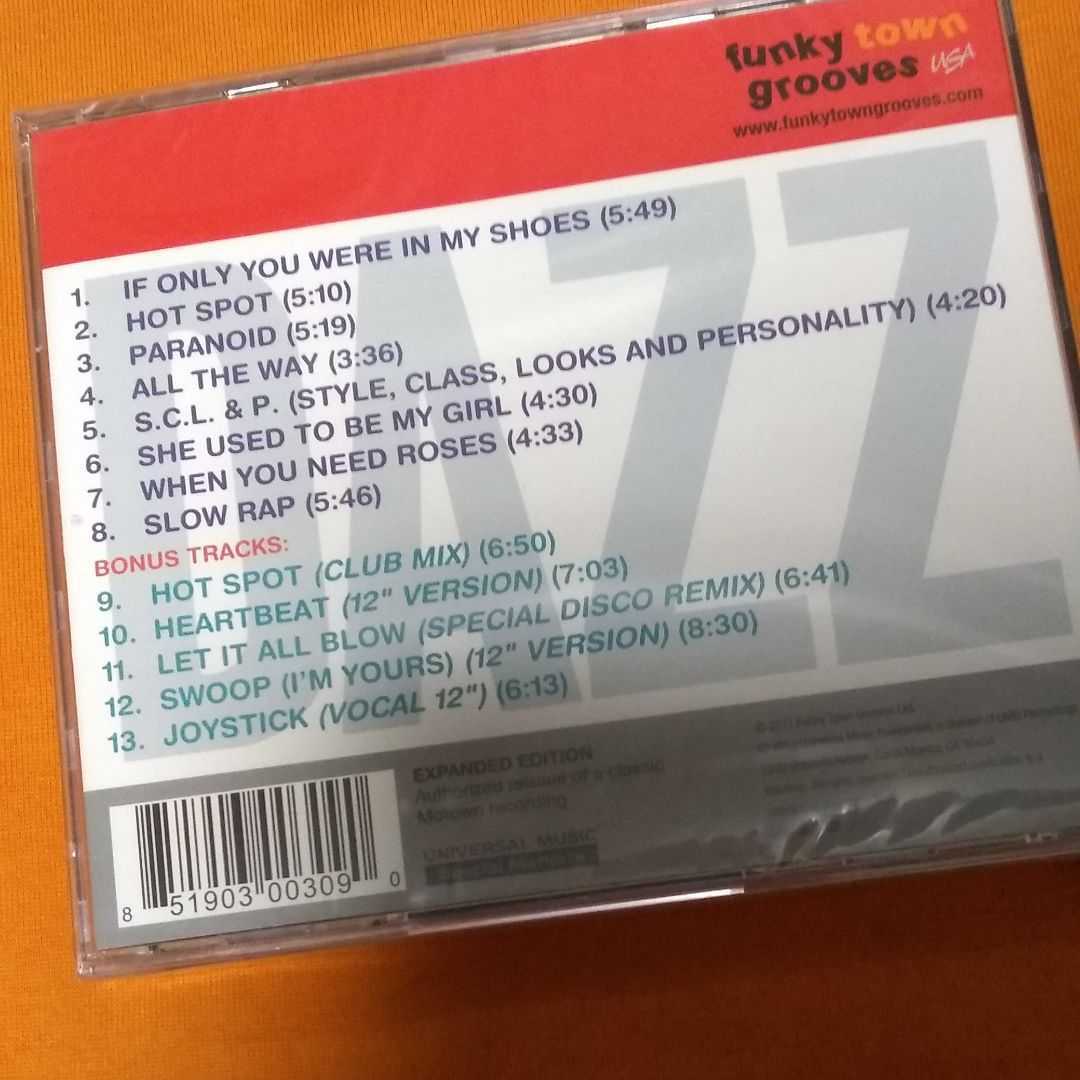 funky town
grooves USA
www.funkytowngrooves.com
DAZZ
1. IF ONLY YOU WERE IN MY SHOES (5:49)
2. HOT SPOT (5:10)
3. PARANOID (5:19)
4. ALL THE WAY (3:36)
5. S.C.L. & P. (STYLE, CLASS, LOOKS AND PERSONALITY) (4:20)
6. SHE USED TO BE MY GIRL (4:30)
7. WHEN YOU NEED ROSES (4:33)
8. SLOW RAP (5:46)
BONUS TRACKS:
9. HOT SPOT (CLUB MIX) (6:50)
10. HEARTBEAT (12" VERSION) (7:03)
11. LET IT ALL BLOW (SPECIAL DISCO REMIX) (6:41)
12. SWOOP (I'M YOURS) (12" VERSION) (8:30)
13. JOYSTICK (VOCAL 12") (6:13)
EXPANDED EDITION
Authorized reissue of a classic
Motown recording
UNIVERSAL MUSIC
8 51903 00309 0